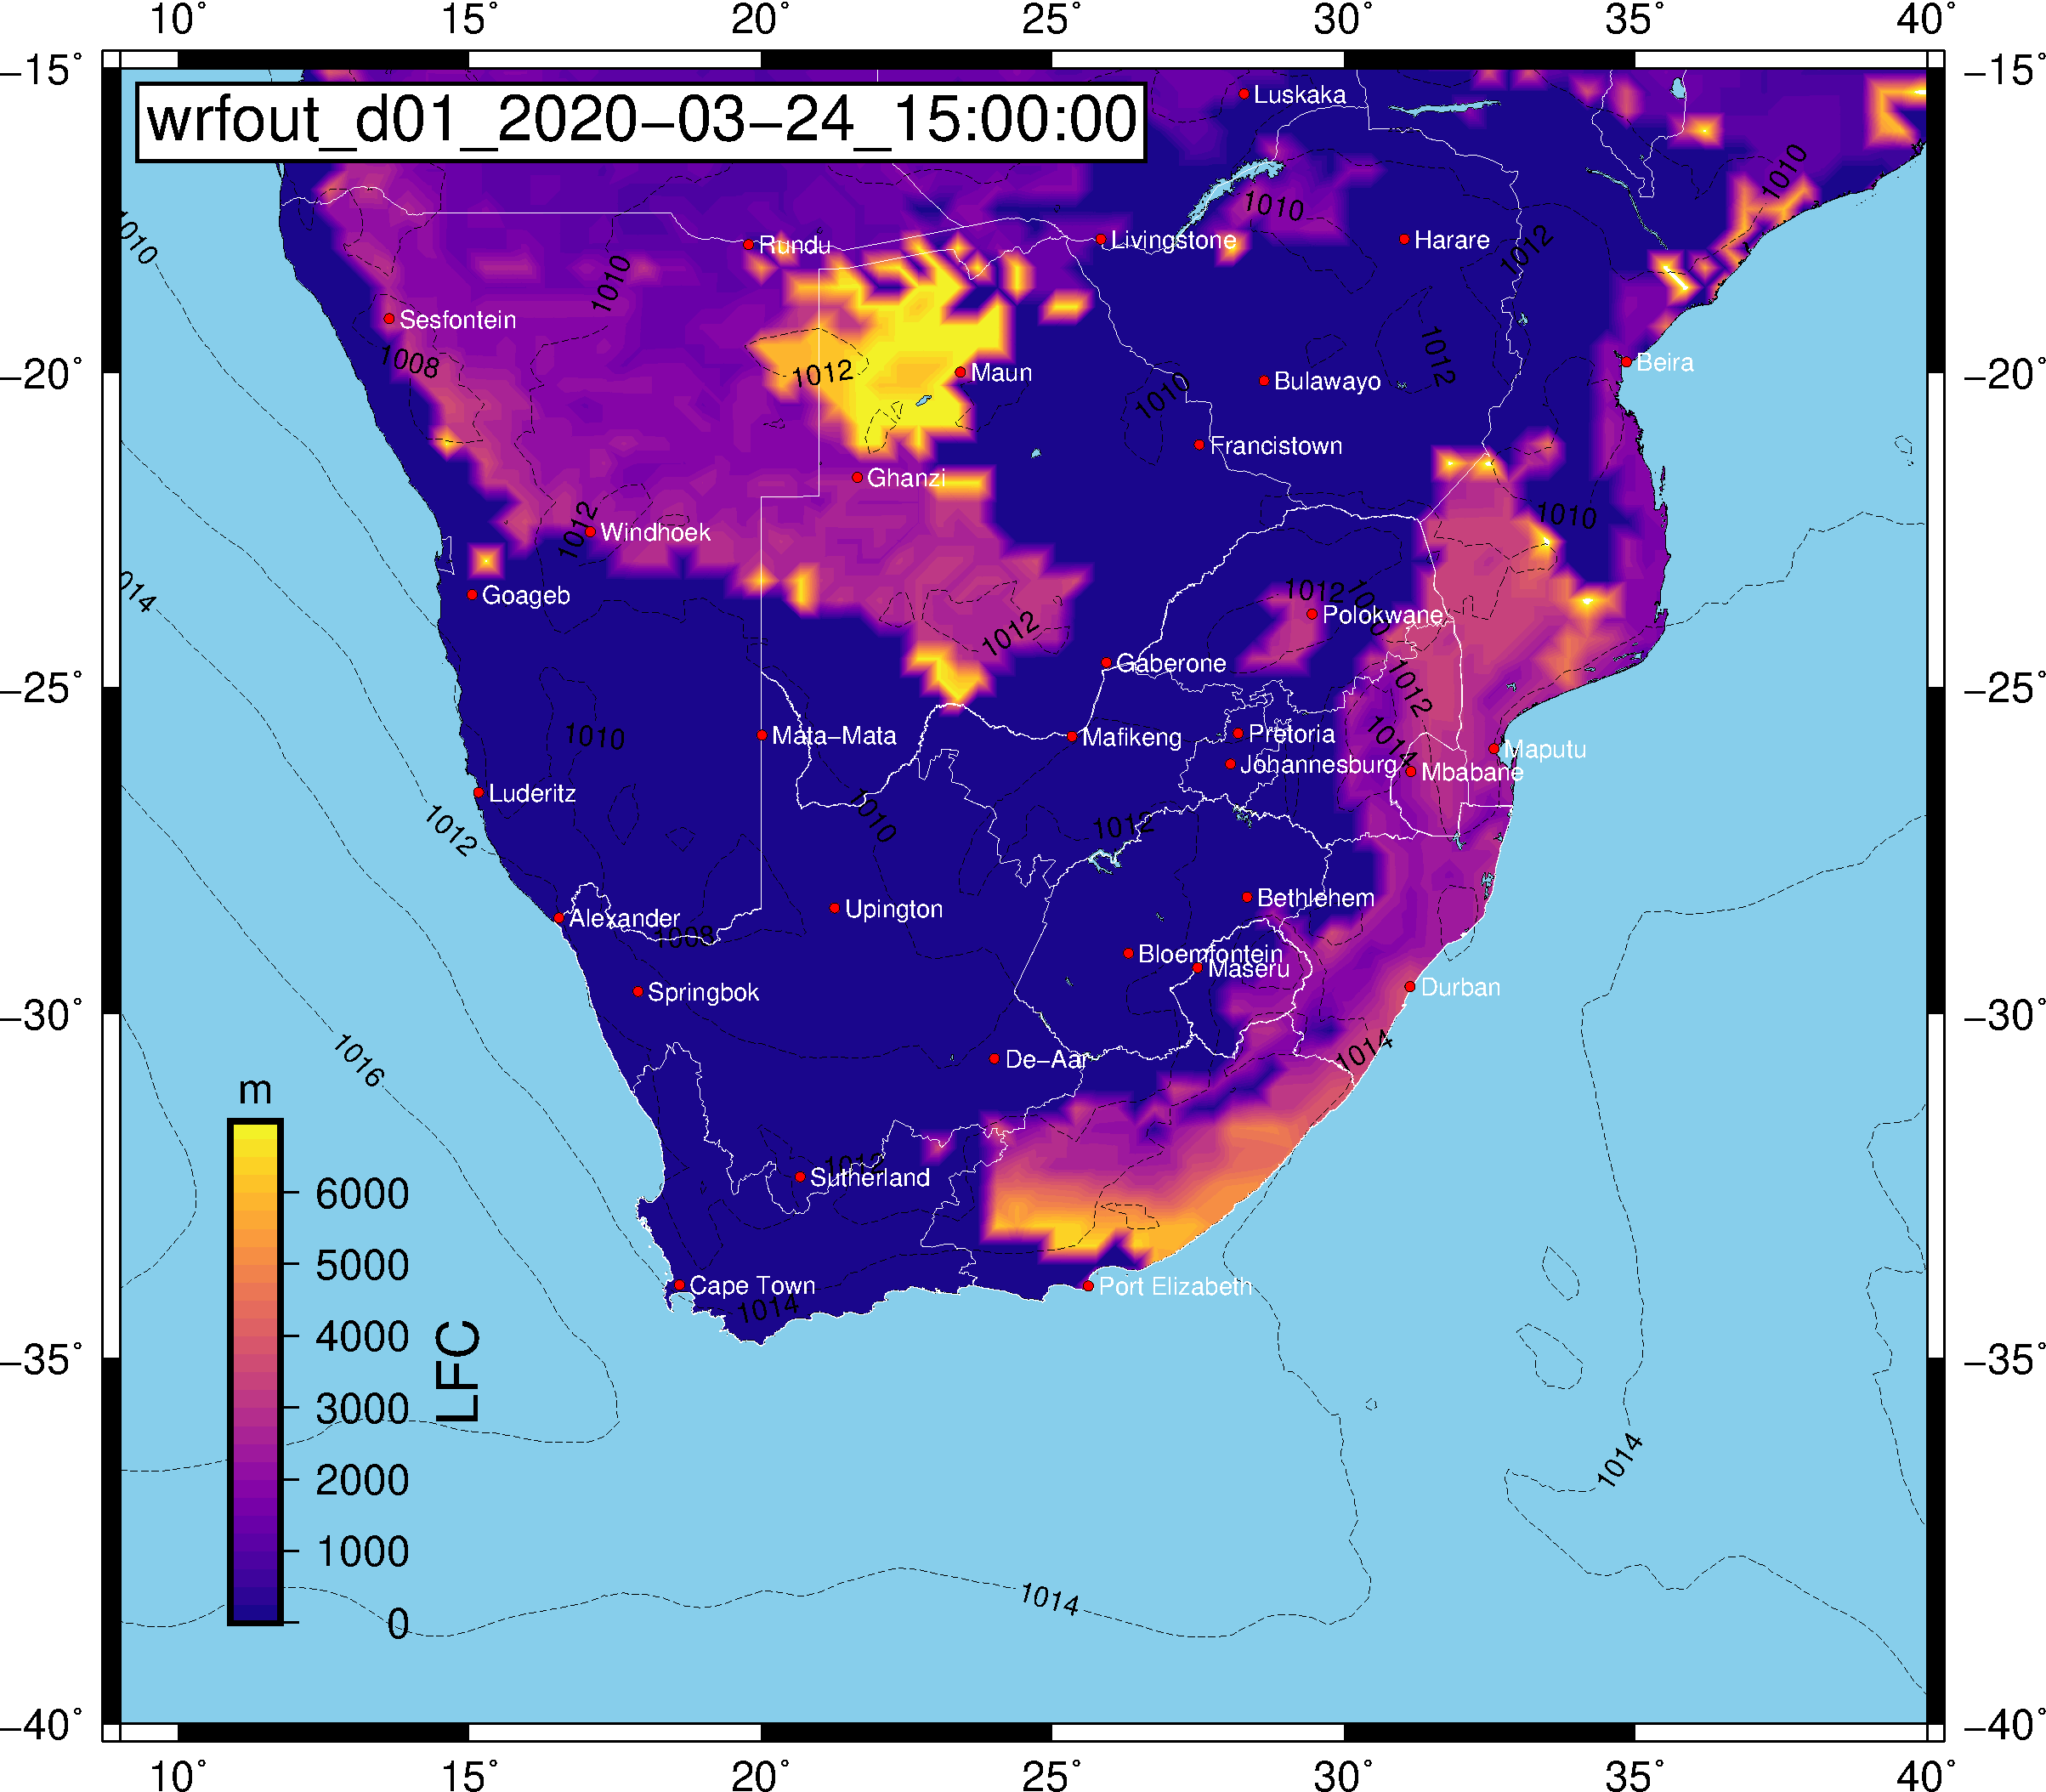 10° 15° 20° 25° 30° 35° 40°
−15° −15°
wrfout_d01_2020−03−24_15:00:00
Luskaka
1010
1010
1010
Rundu
Livingstone
Harare
1012
1010
1010
Sesfontein
1008
1012
Maun
1010
Bulawayo
1012
Beira
−20° −20°
Francistown
Ghanzi
1012
Windhoek
1010
1014
Goageb
1012
1012
1010
Polokwane
Gaberone
−25° −25°
1012
1010
Mata−Mata
Mafikeng
Pretoria
1014
Maputu
Johannesburg
Mbabane
Luderitz
1012
1010
1012
Bethlehem
Alexander
1008
Upington
Bloemfontein
Maseru
Springbok
Durban
−30° −30°
1016
De−Aar
1014
m
1012
Sutherland
6000
5000
Cape Town
1014
Port Elizabeth
4000
LFC
−35° −35°
3000
2000
1014
1000
0
1014
−40° −40°
10° 15° 20° 25° 30° 35° 40°